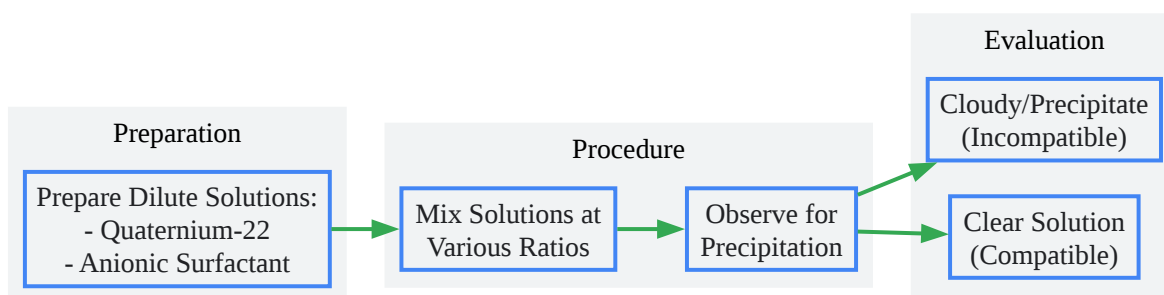 Preparation
Prepare Dilute Solutions:
- Quaternium-22
- Anionic Surfactant
Procedure
Mix Solutions at
Various Ratios
Observe for
Precipitation
Evaluation
Cloudy/Precipitate
(Incompatible)
Clear Solution
(Compatible)